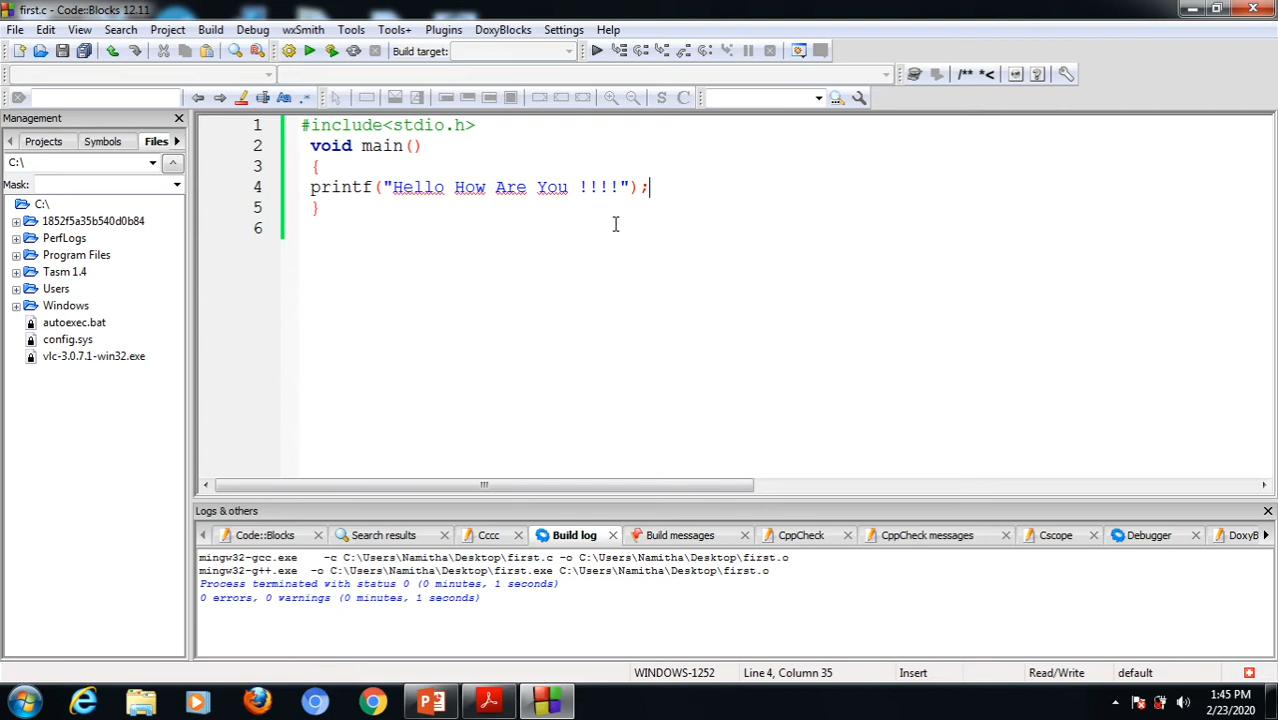 first.c - Code::Blocks 12.11
File Edit View Search Project Build Debug wxSmith Tools Tools+ Plugins DoxyBlocks Settings Help
Build target:
/** *<
S C
Management
Projects Symbols Files
C:\
Mask:
C:\
1852f5a35b540d0b84
PerfLogs
Program Files
Tasm 1.4
Users
Windows
autoexec.bat
config.sys
vlc-3.0.7.1-win32.exe
1 #include<stdio.h>
2 void main()
3 {
4 printf("Hello How Are You !!!!");
5 }
6
Logs & others
Code::Blocks Search results Cccc Build log Build messages CppCheck CppCheck messages Cscope Debugger DoxyB
mingw32-gcc.exe -c C:\Users\Namitha\Desktop\first.c -o C:\Users\Namitha\Desktop\first.o
mingw32-g++.exe -o C:\Users\Namitha\Desktop\first.exe C:\Users\Namitha\Desktop\first.o
Process terminated with status 0 (0 minutes, 1 seconds)
0 errors, 0 warnings (0 minutes, 1 seconds)
WINDOWS-1252 Line 4, Column 35 Insert Read/Write default
1:45 PM
2/23/2020